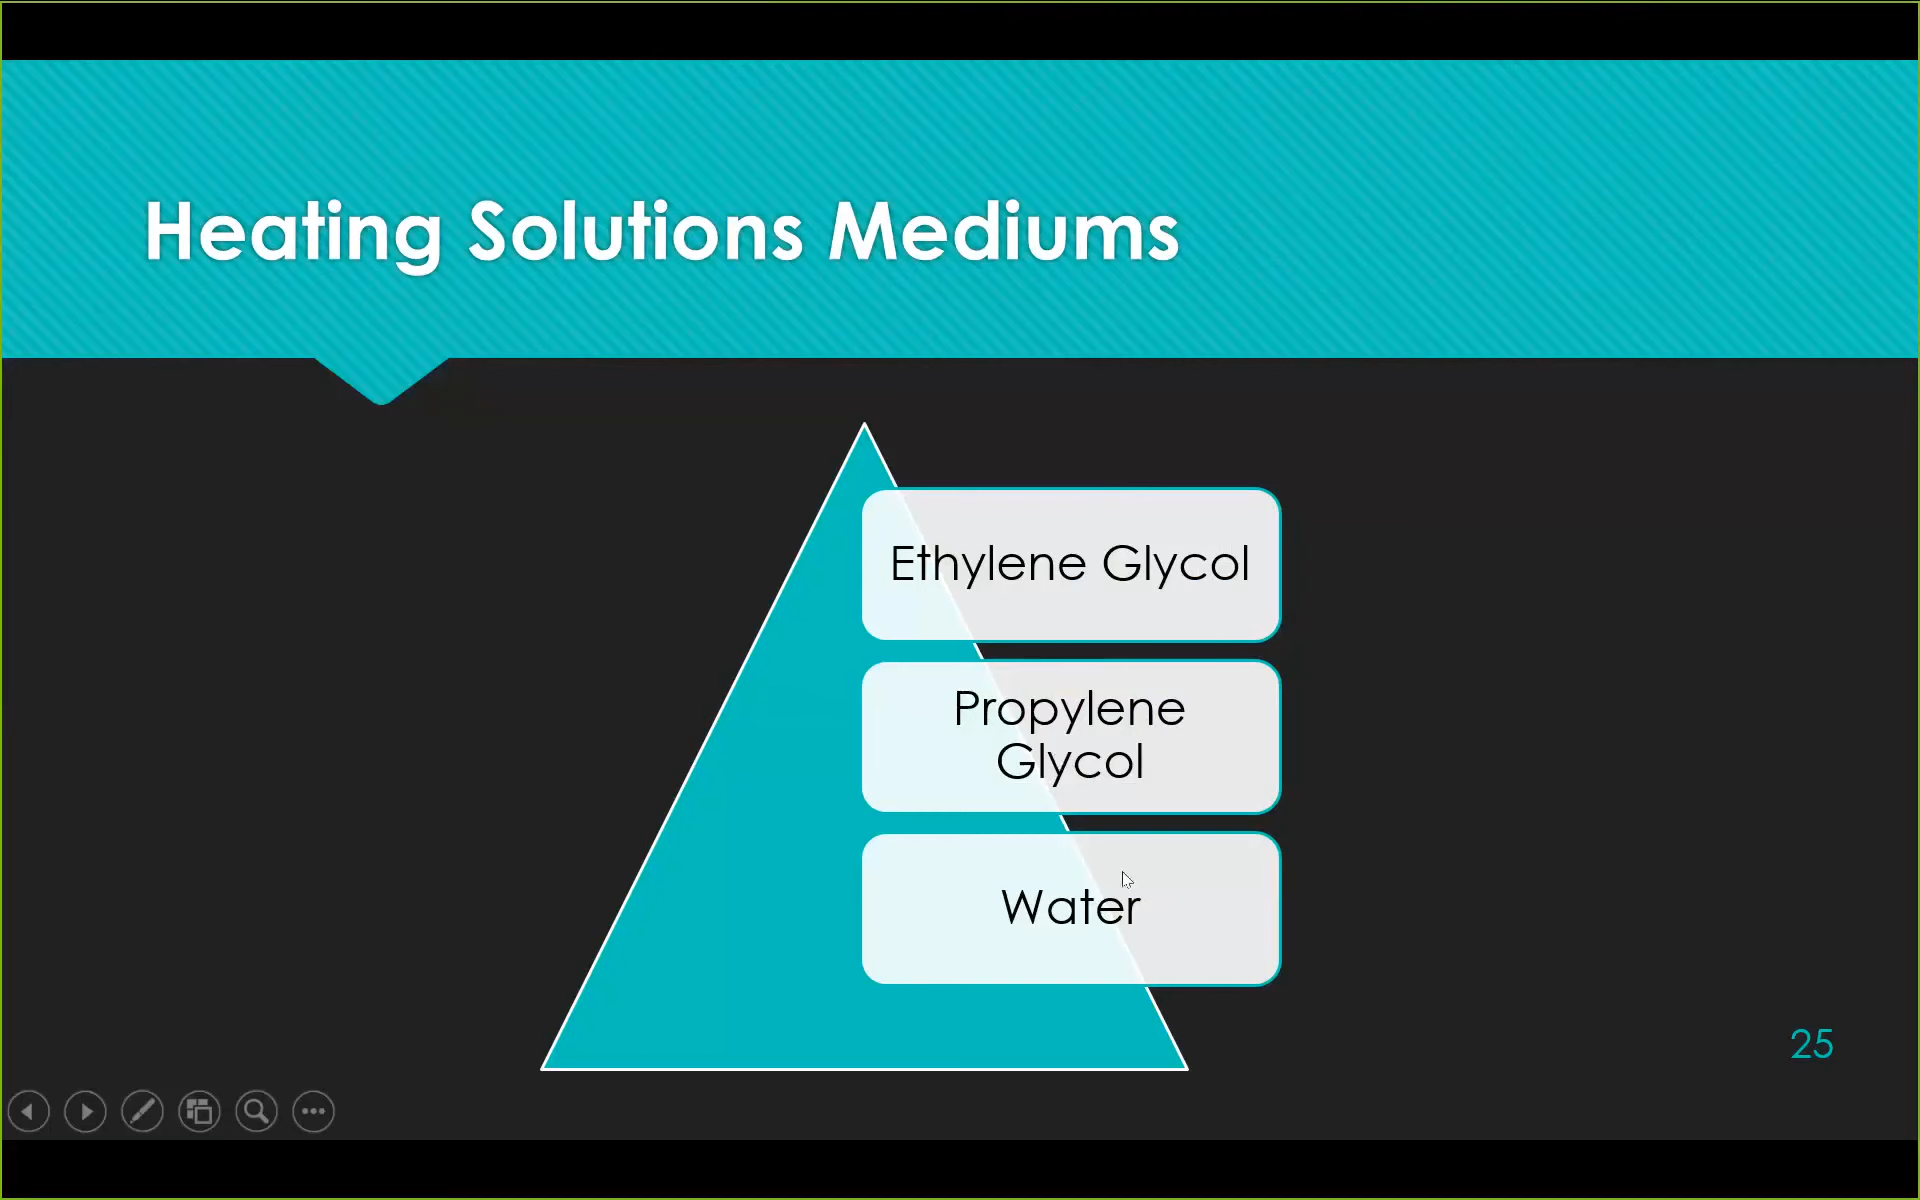 Heating Solutions Mediums
Ethylene Glycol
Propylene
Glycol
Water
25